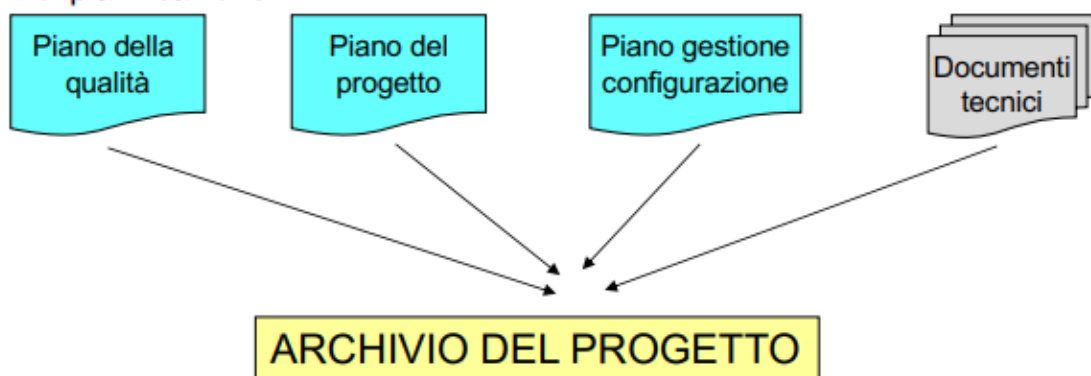 Piano della
qualità
Piano del
progetto
Piano gestione
configurazione
Documenti
tecnici
ARCHIVIO DEL PROGETTO